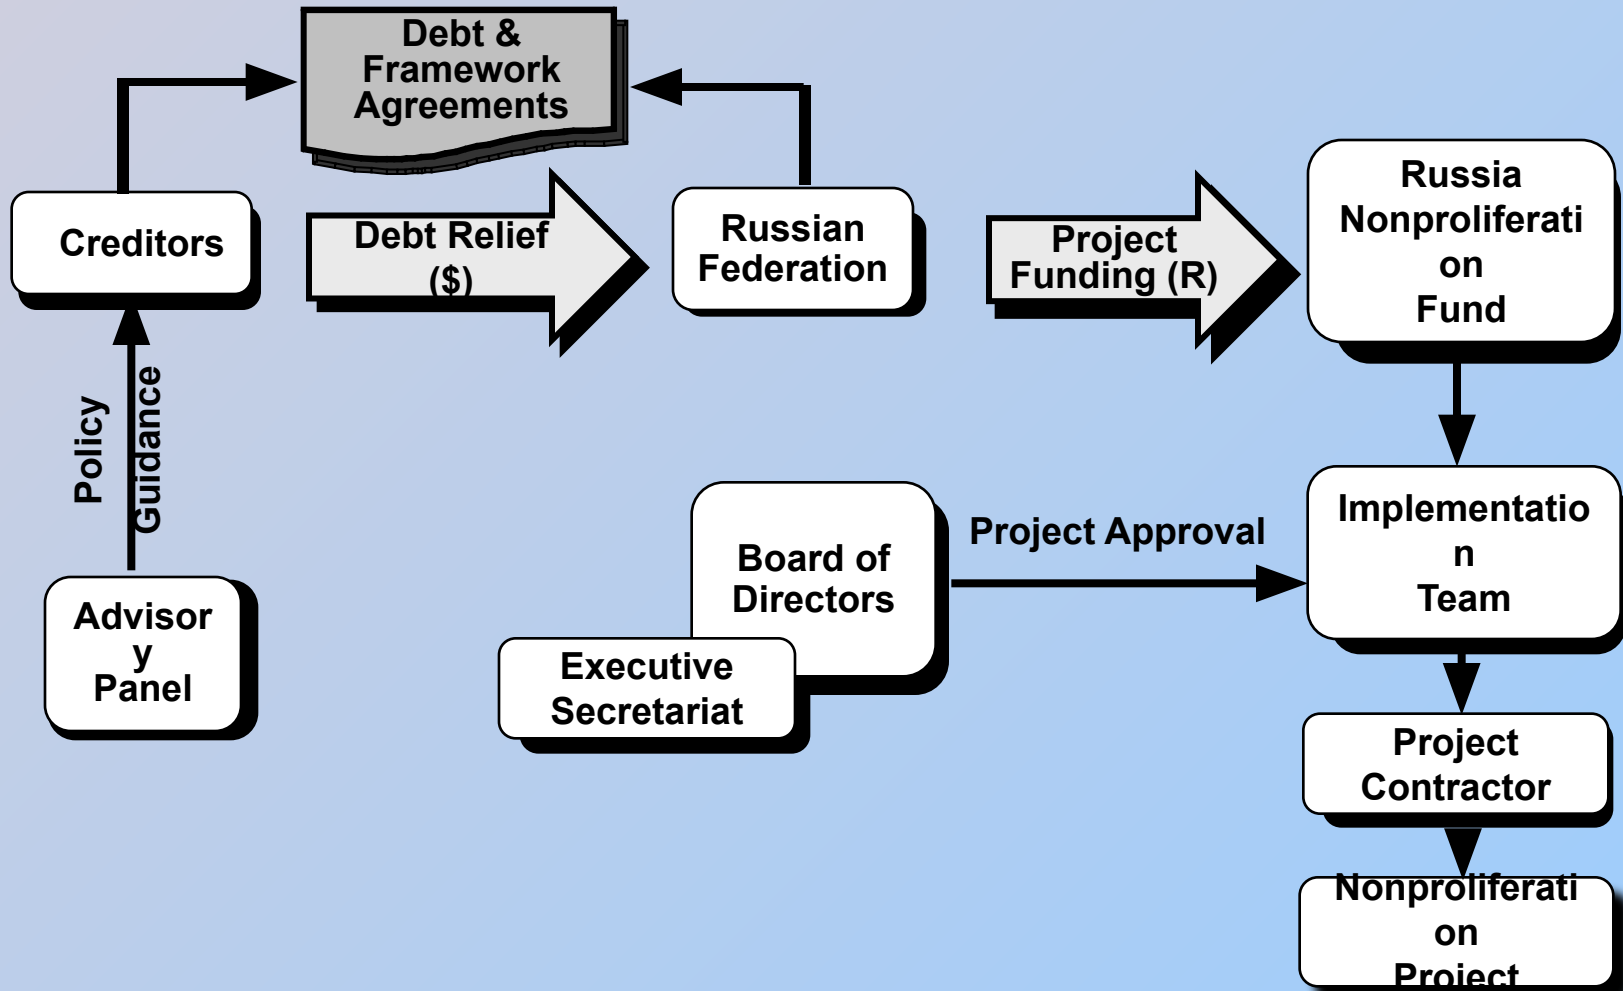 Debt &
Framework
Agreements
Creditors
Debt Relief
($)
Russian
Federation
Project
Funding (R)
Russia
Nonproliferati
on
Fund
Policy
Guidance
Board of
Directors
Project Approval
Implementatio
n
Team
Advisor
y
Panel
Executive
Secretariat
Project
Contractor
Nonproliferati
on
Project